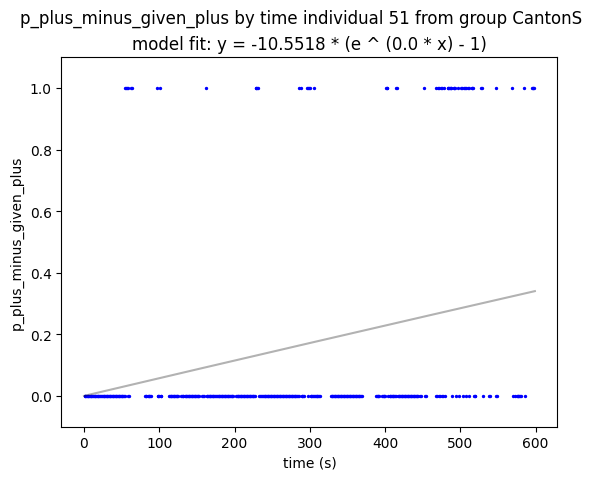 p_plus_minus_given_plus by time individual 51 from group CantonS
model fit: y = -10.5518 * (e ^ (0.0 * x) - 1)
1.0
0.8
0.6
0.4
0.2
0.0
p_plus_minus_given_plus
0 100 200 300 400 500 600
time (s)